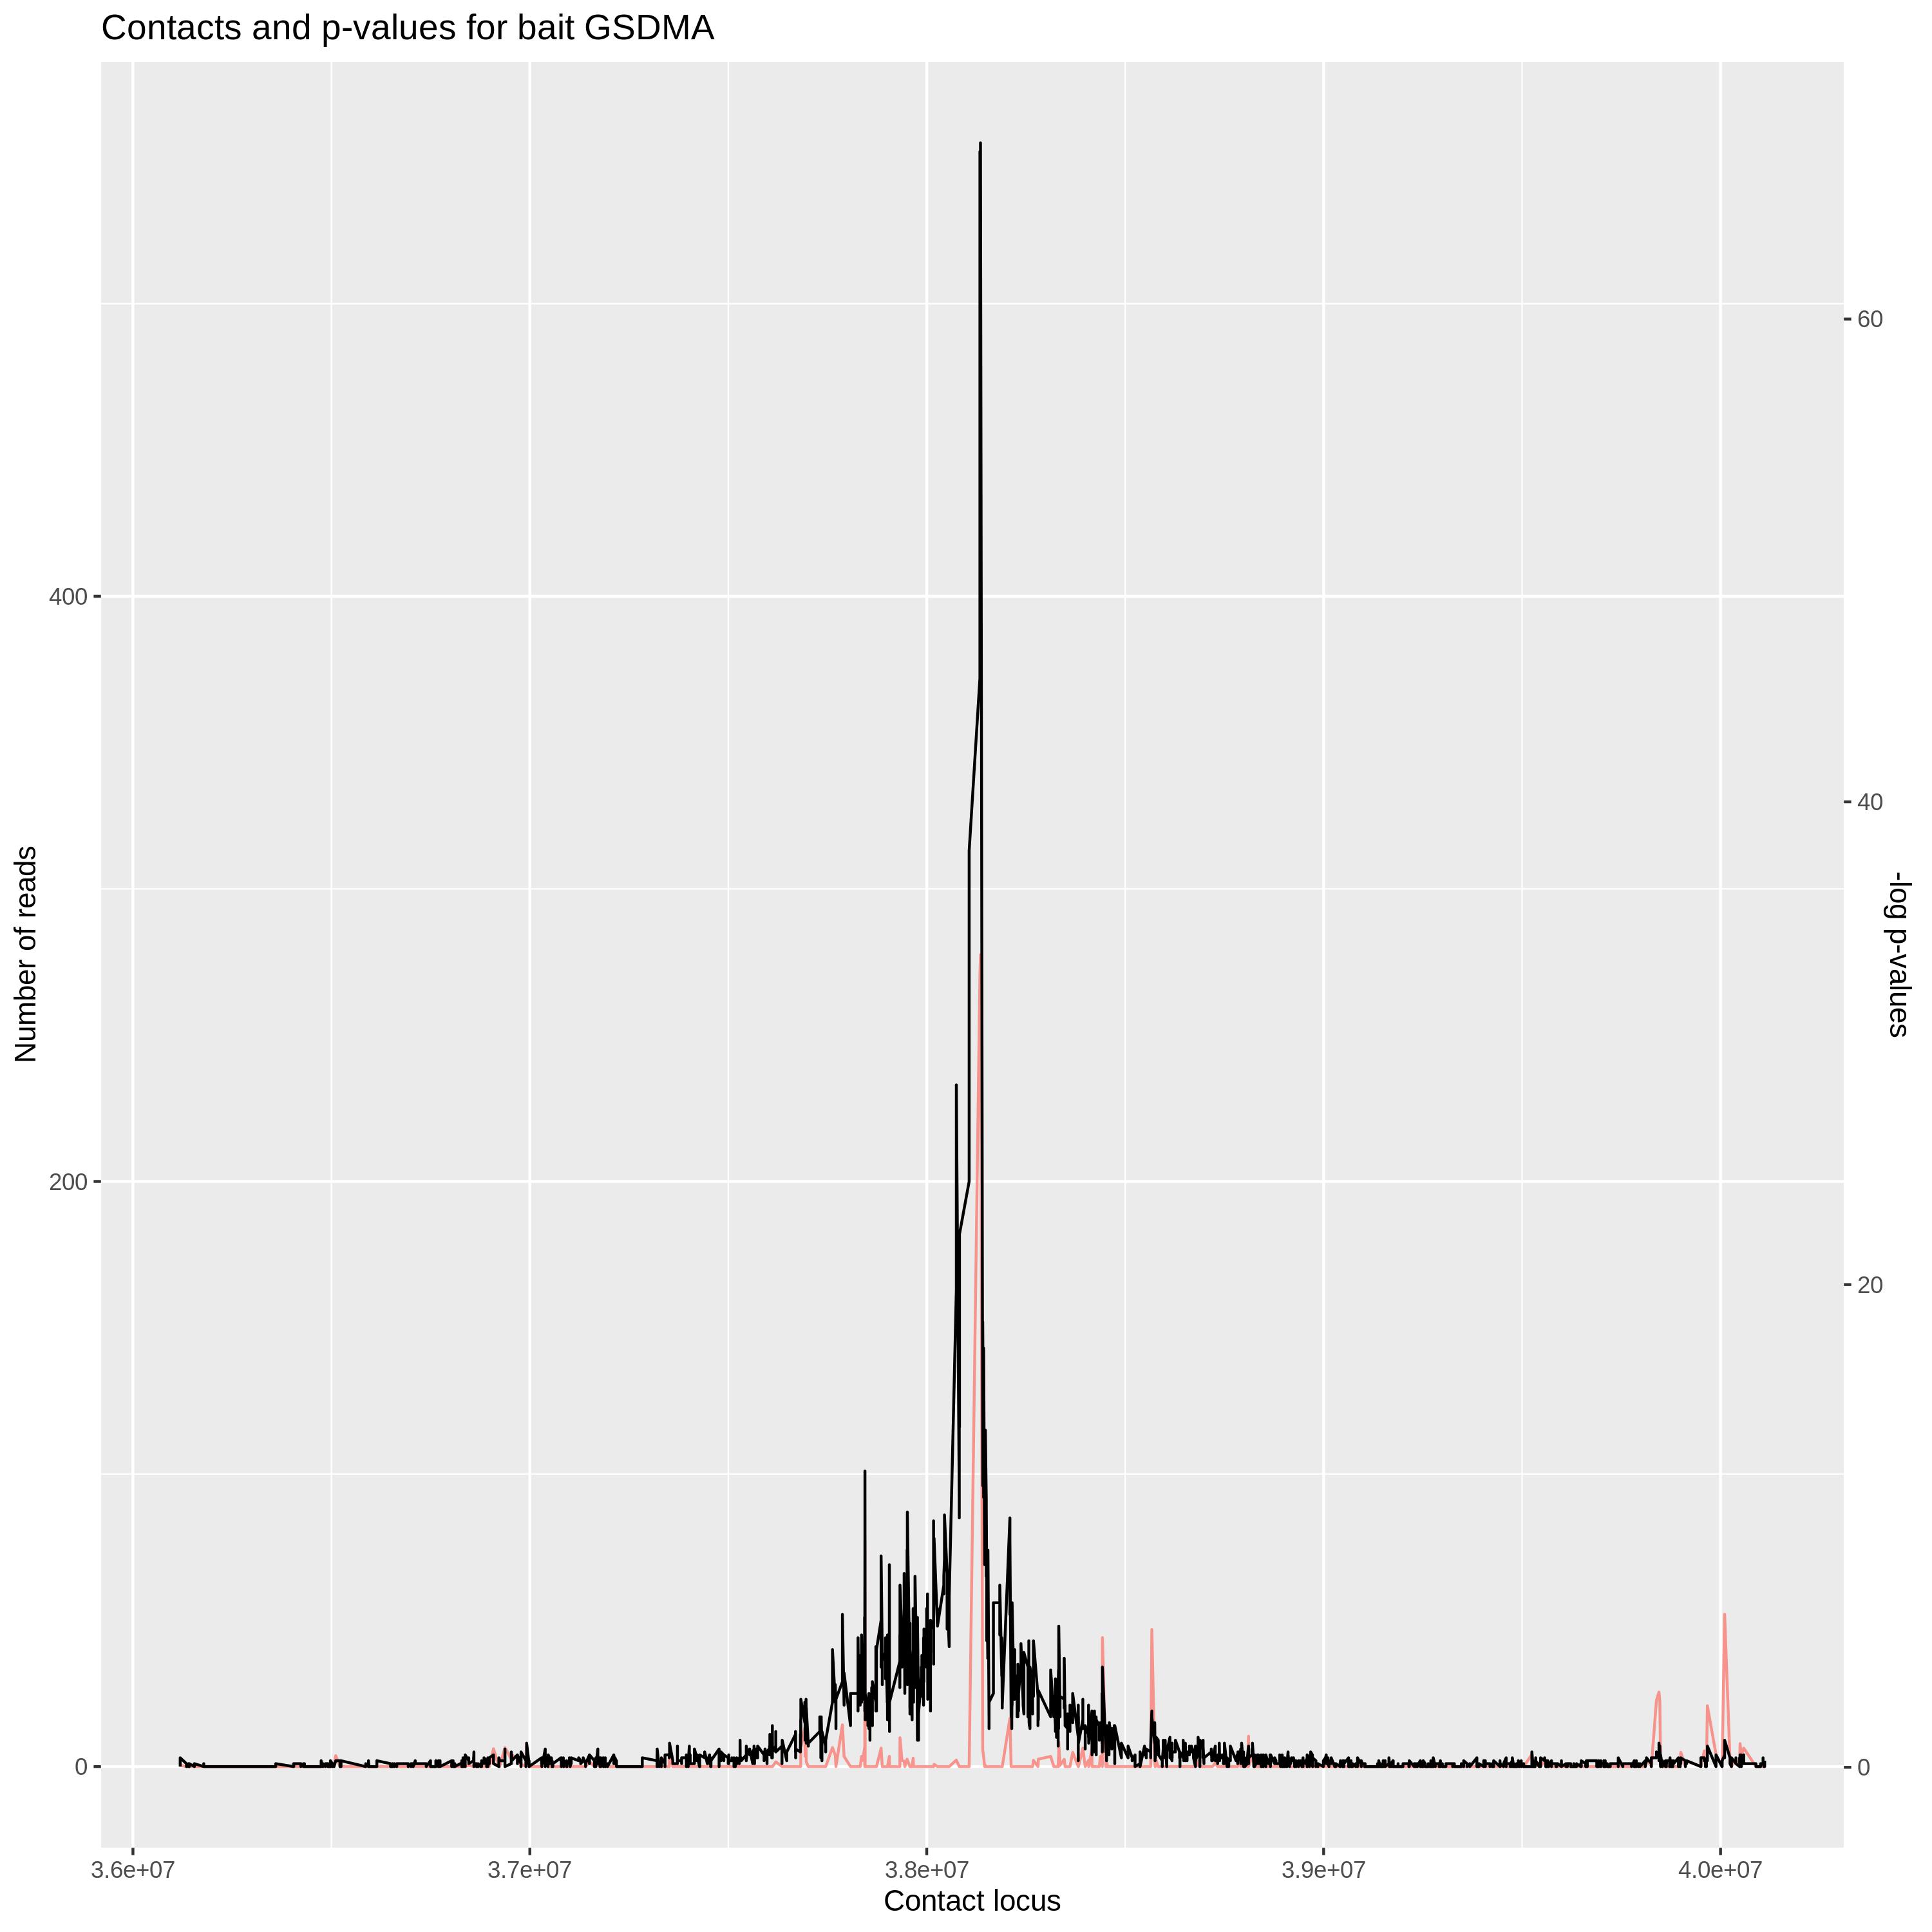 Contacts and p-values for bait GSDMA
Number of reads
400
200
0
60
40
20
0
-log p-values
3.6e+07 3.7e+07 3.8e+07 3.9e+07 4.0e+07
Contact locus